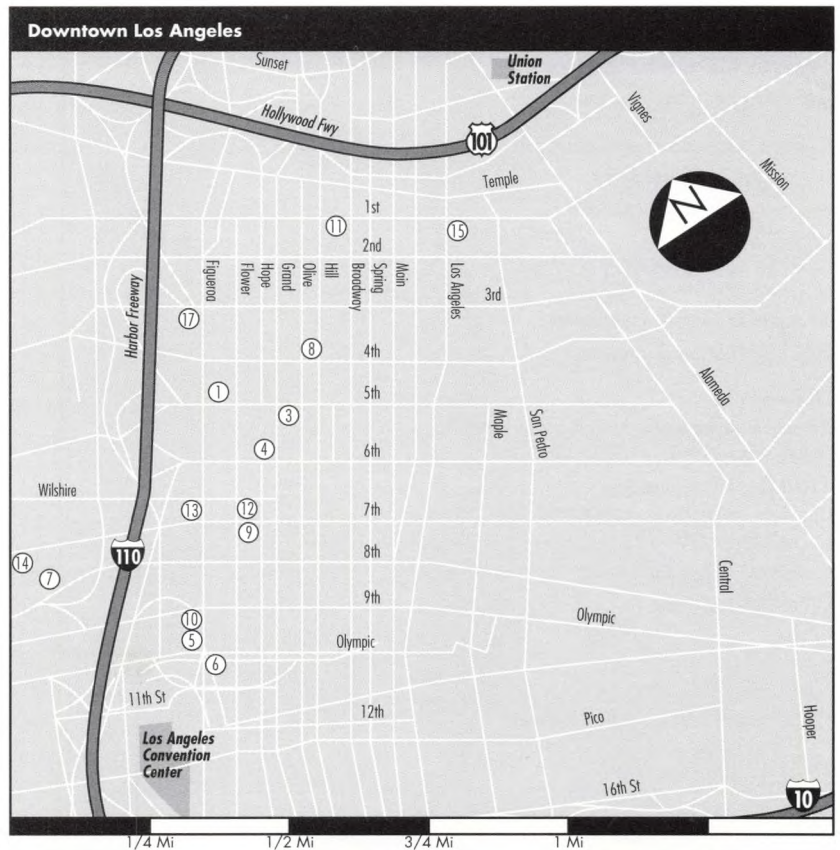 Downtown Los Angeles
Sunset
Union
Station
Hollywood Fwy
101
Vignes
Mission
Temple
N
1st
11
15
2nd
Figueroa
Flower
Hope
Grand
Olive
Hill
Broodway
Spring
Main
Los Angeles
3rd
Harbor Freeway
17
8
4th
Alameda
1
5th
3
Maple
San Pedro
4
6th
Wilshire
13
12
7th
9
110
8th
14
7
Central
9th
10
Olympic
5
Olympic
6
11th St
12th
Pico
Hooper
Los Angeles
Convention
Center
16th St
10
1/4 Mi
1/2 Mi
3/4 Mi
1 Mi